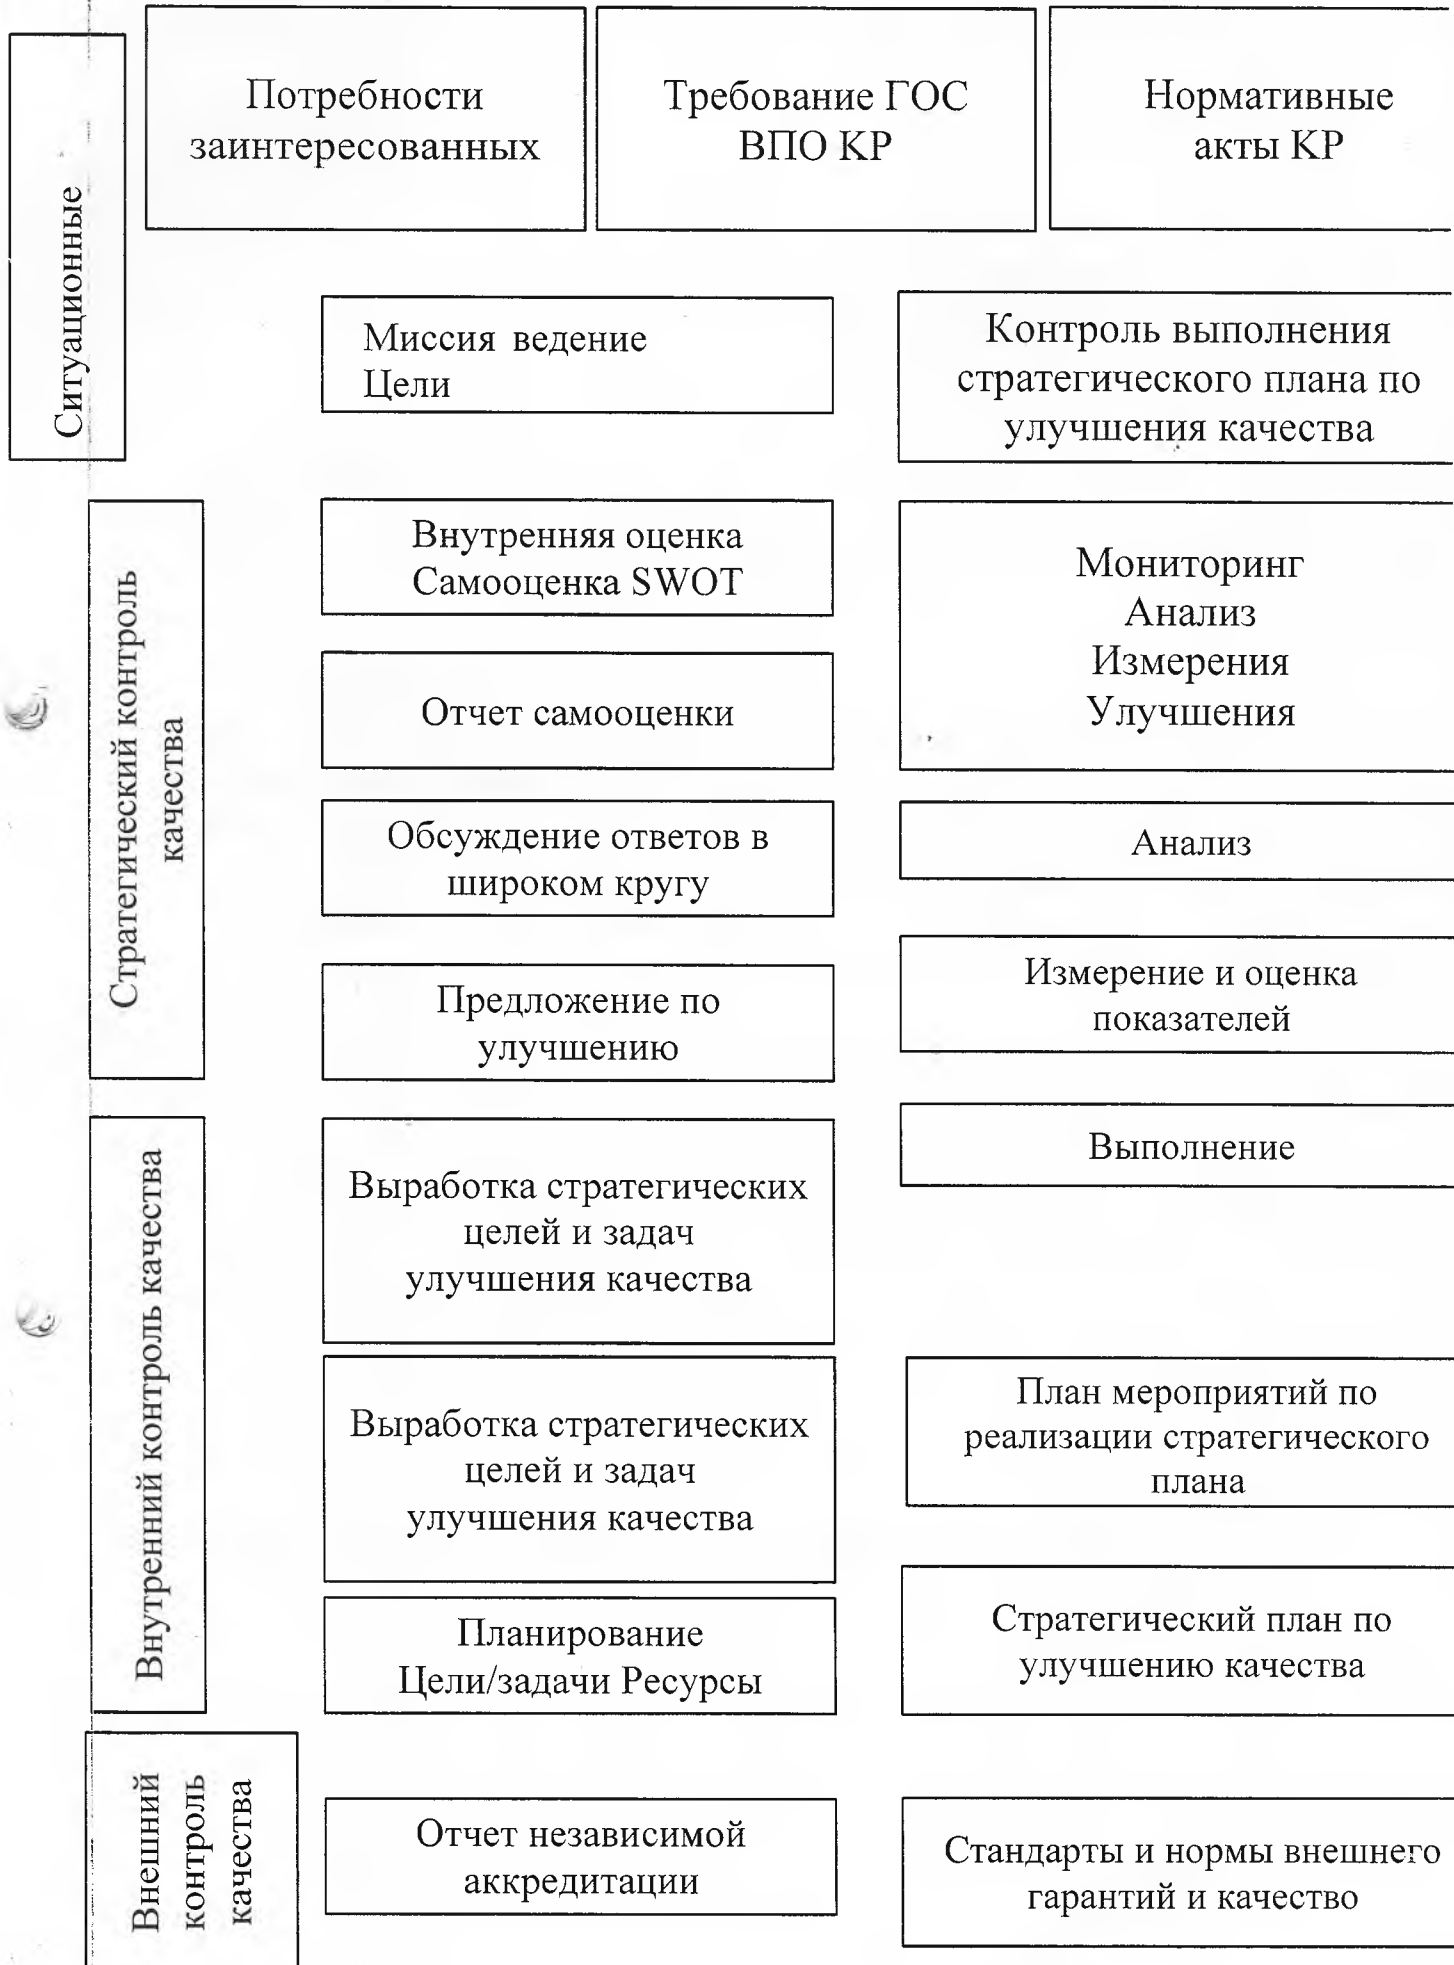 Ситуационные
Потребности
заинтересованных
Требование ГОС
ВПО КР
Нормативные
акты КР
Миссия ведение
Цели
Контроль выполнения
стратегического плана по
улучшения качества
Стратегический контроль
качества
Внутренняя оценка
Самооценка SWOT
Мониторинг
Анализ
Измерения
Улучшения
Отчет самооценки
Обсуждение ответов в
широком кругу
Анализ
Предложение по
улучшению
Измерение и оценка
показателей
Внутренний контроль качества
Выработка стратегических
целей и задач
улучшения качества
Выполнение
Выработка стратегических
целей и задач
улучшения качества
План мероприятий по
реализации стратегического
плана
Планирование
Цели/задачи Ресурсы
Стратегический план по
улучшению качества
Внешний
контроль
качества
Отчет независимой
аккредитации
Стандарты и нормы внешнего
гарантий и качество